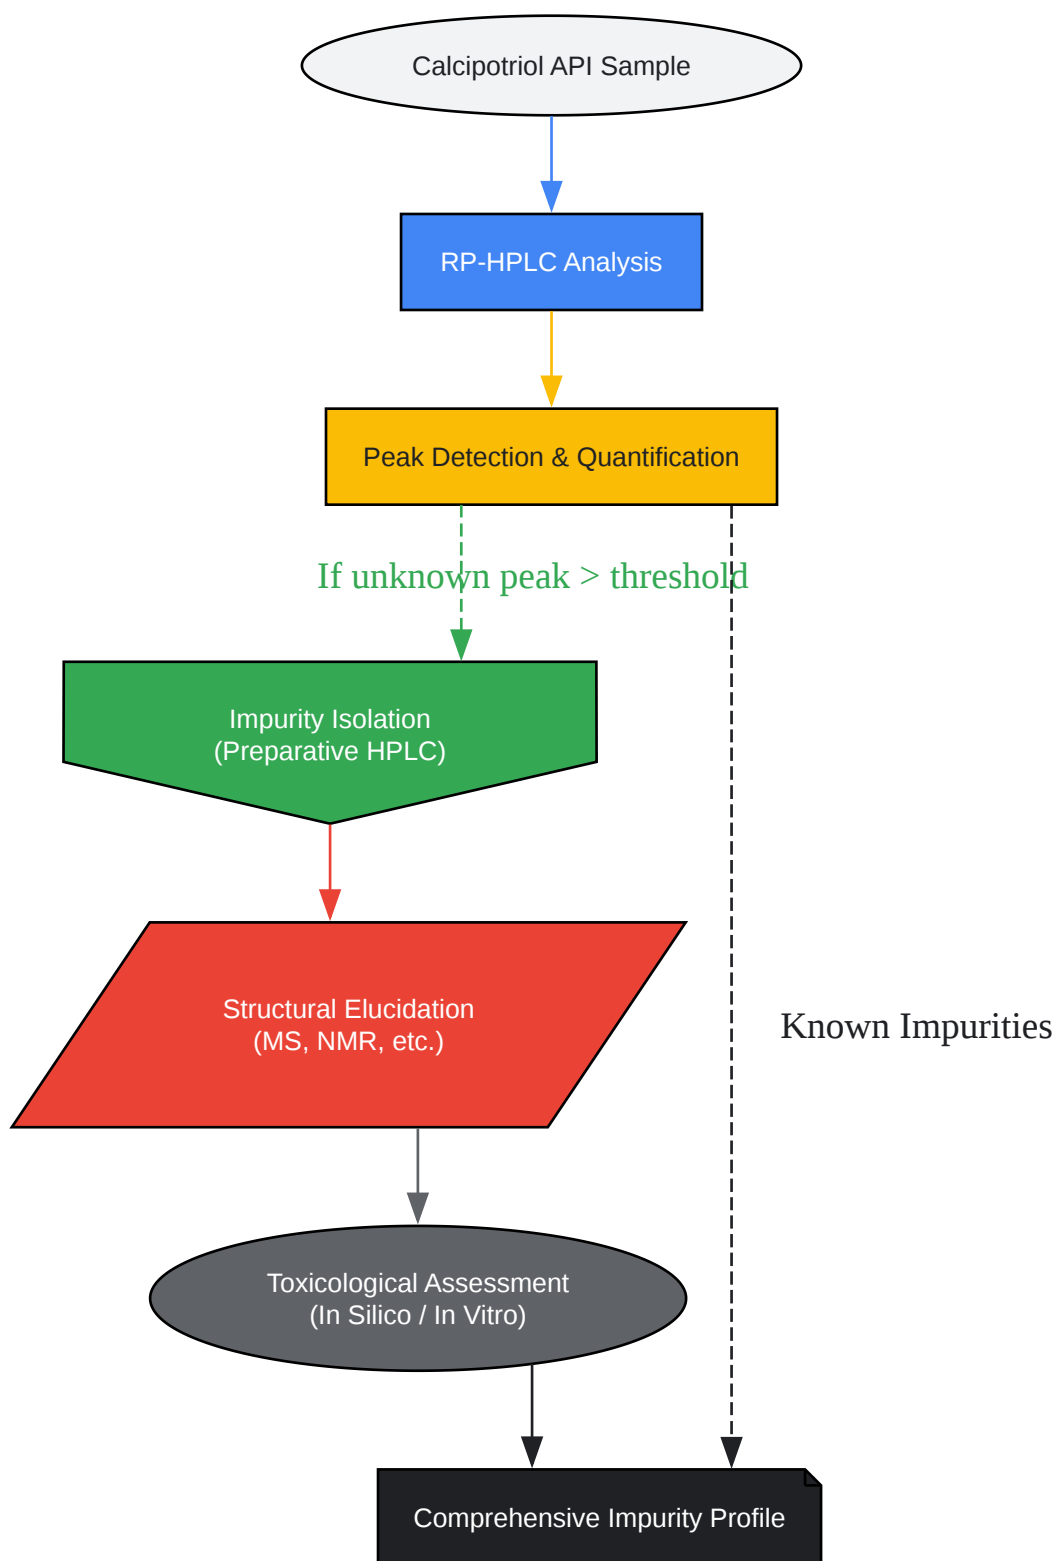 Calcipotriol API Sample
RP-HPLC Analysis
Peak Detection & Quantification
If unknown peak > threshold
Impurity Isolation
(Preparative HPLC)
Structural Elucidation
(MS, NMR, etc.)
Known Impurities
Toxicological Assessment
(In Silico / In Vitro)
Comprehensive Impurity Profile